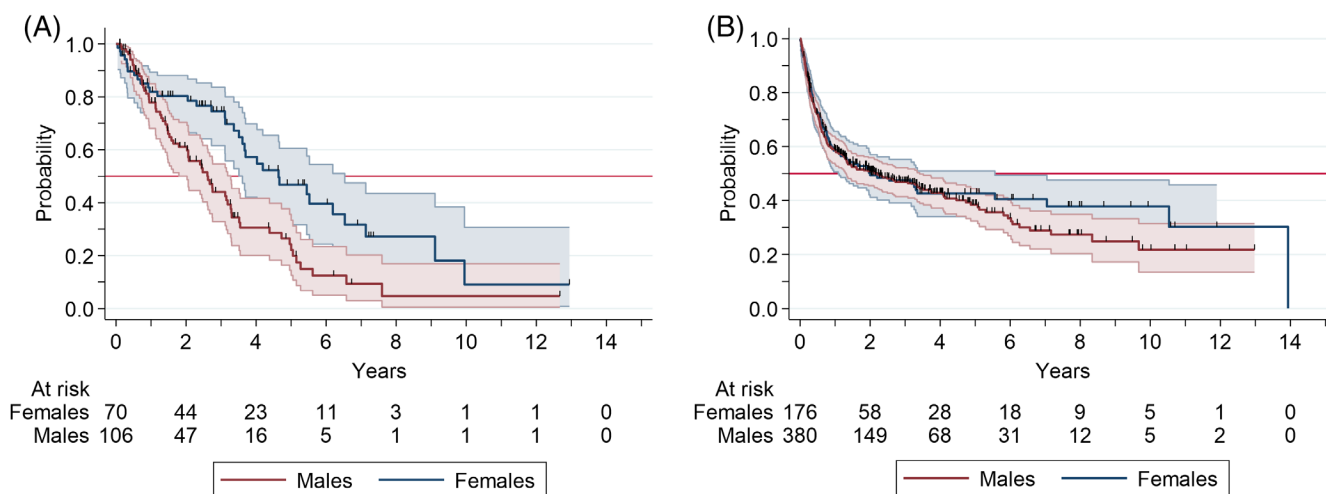 (A)
1.0
0.8
0.6
0.4
0.2
0.0
Probability
0 2 4 6 8 10 12 14
Years
At risk
Females 70 44 23 11 3 1 1 0
Males 106 47 16 5 1 1 1 0
Males Females
(B)
1.0
0.8
0.6
0.4
0.2
0.0
Probability
0 2 4 6 8 10 12 14
Years
At risk
Females 176 58 28 18 9 5 1 0
Males 380 149 68 31 12 5 2 0
Males Females